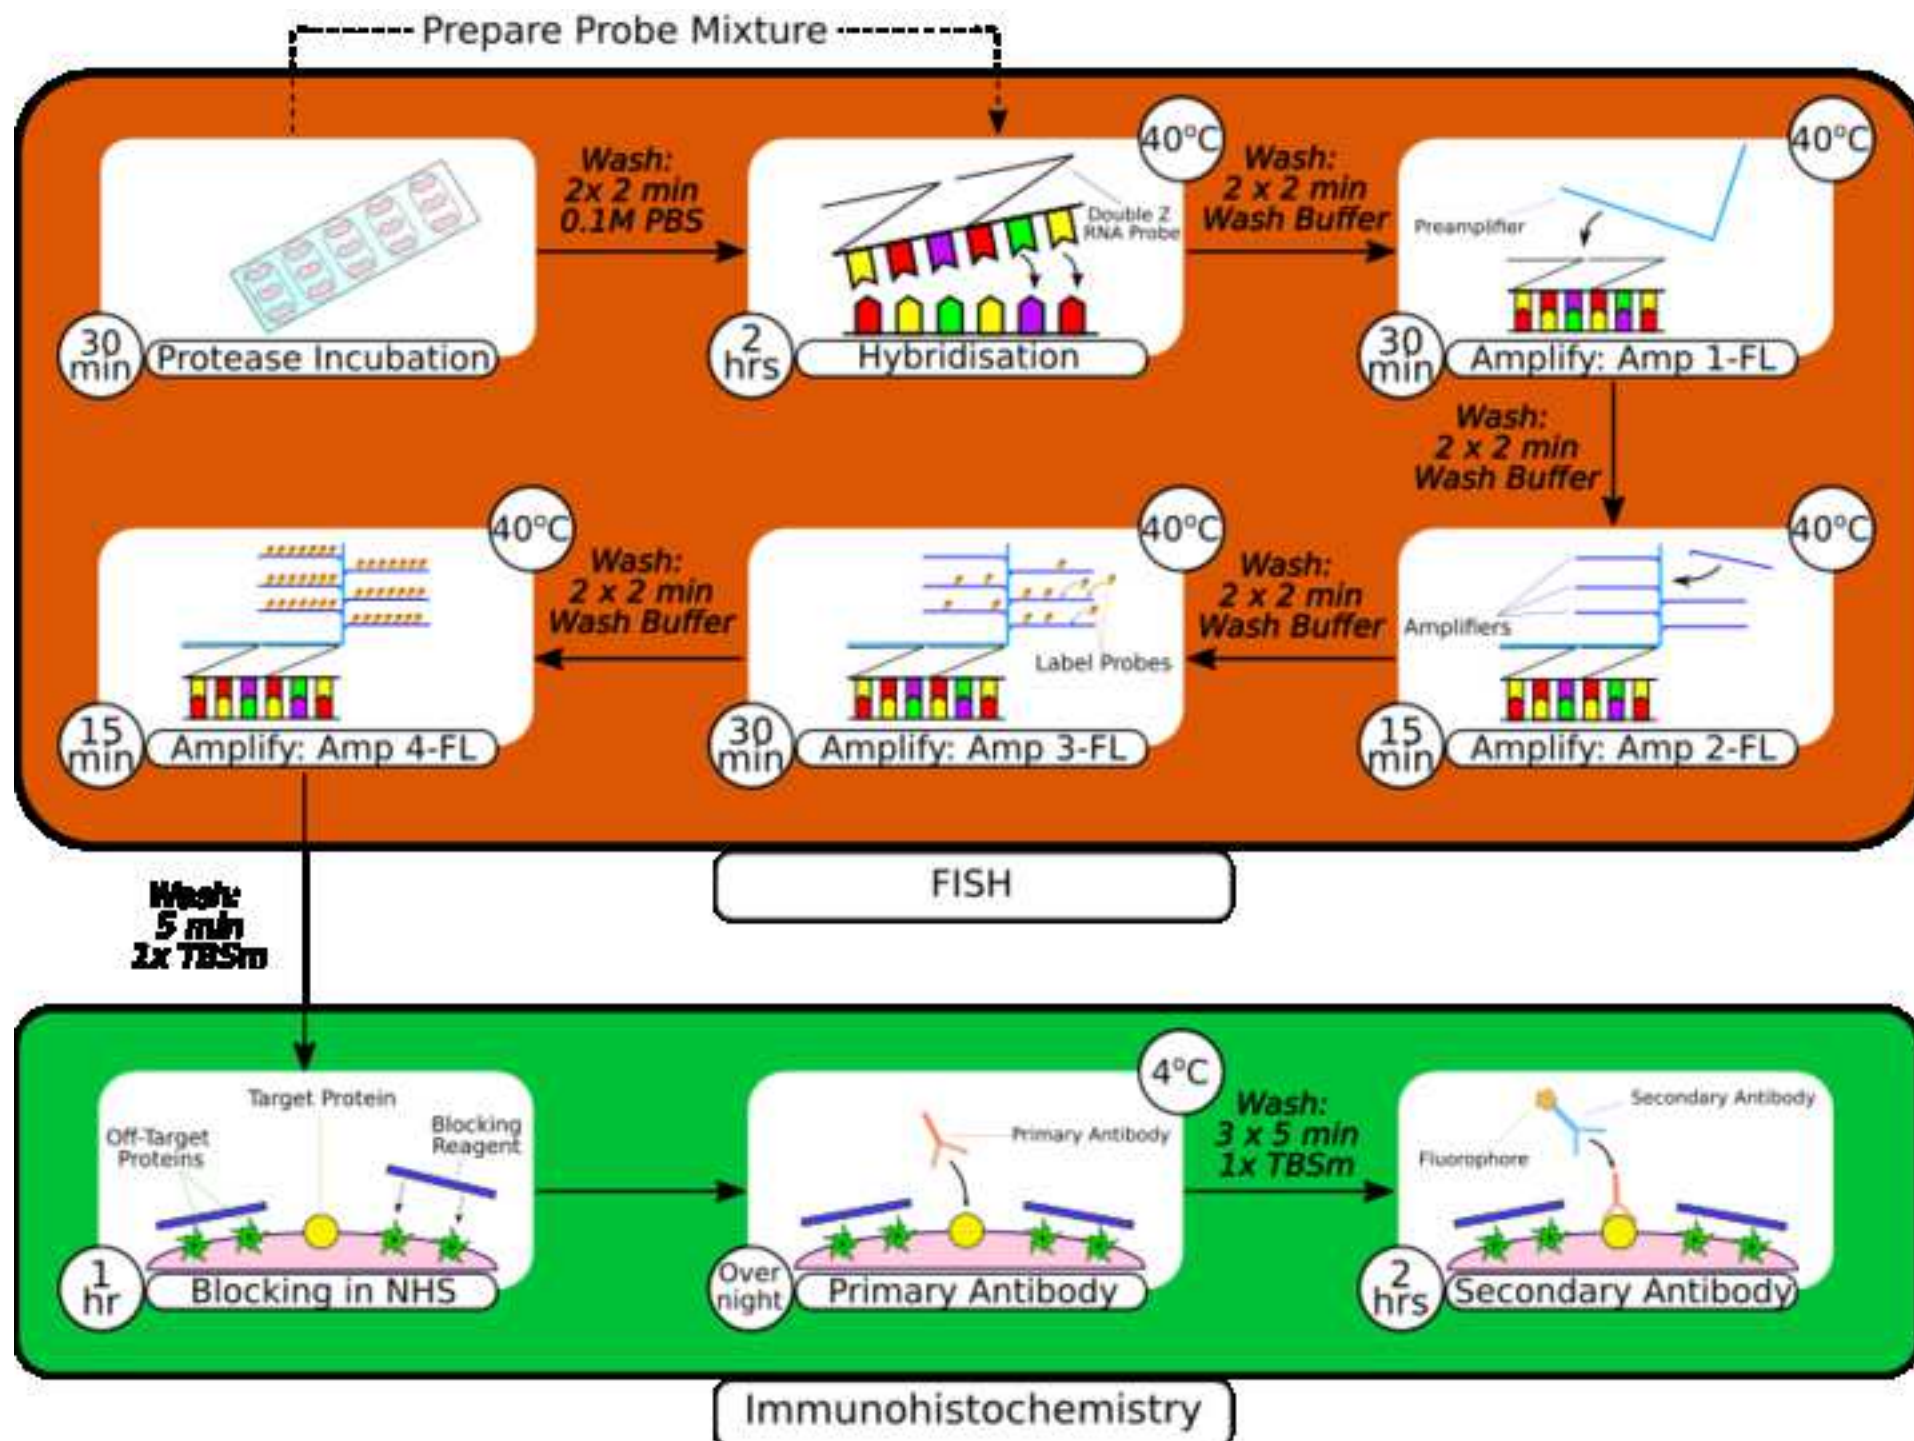 Prepare Probe Mixture
40°C
40°C
Wash:
2x 2 min
0.1M PBS
Wash:
2 x 2 min
Wash Buffer
Double Z
RNA Probe
Preamplifier
30
min
Protease Incubation
2
hrs
Hybridisation
30
min
Amplify: Amp 1-FL
Wash:
2 x 2 min
Wash Buffer
40°C
40°C
40°C
Wash:
2 x 2 min
Wash Buffer
Wash:
2 x 2 min
Wash Buffer
Amplifiers
Label Probes
15
min
Amplify: Amp 4-FL
30
min
Amplify: Amp 3-FL
15
min
Amplify: Amp 2-FL
FISH
Wash:
5 min
1x TBSm
4°C
Target Protein
Off-Target
Proteins
Blocking
Reagent
Primary Antibody
Wash:
3 x 5 min
1x TBSm
Secondary Antibody
Fluorophore
1
hr
Blocking in NHS
Over
night
Primary Antibody
2
hrs
Secondary Antibody
Immunohistochemistry